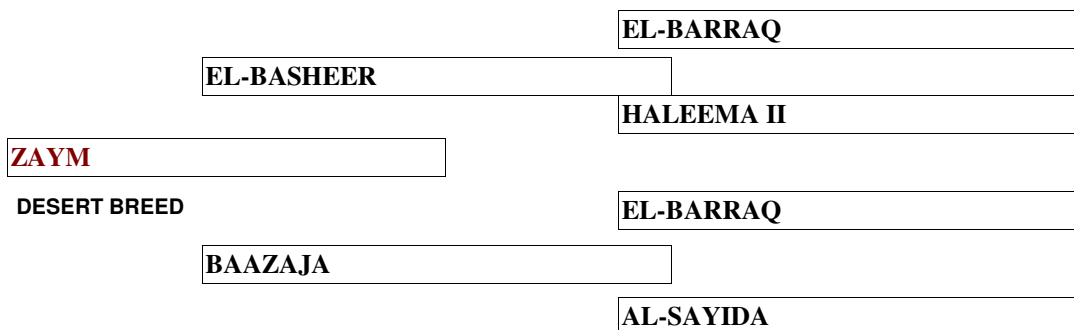 EL-BARRAQ
EL-BASHEER
HALEEMA II
ZAYM
DESERT BREED
EL-BARRAQ
BAAZAJA
AL-SAYIDA